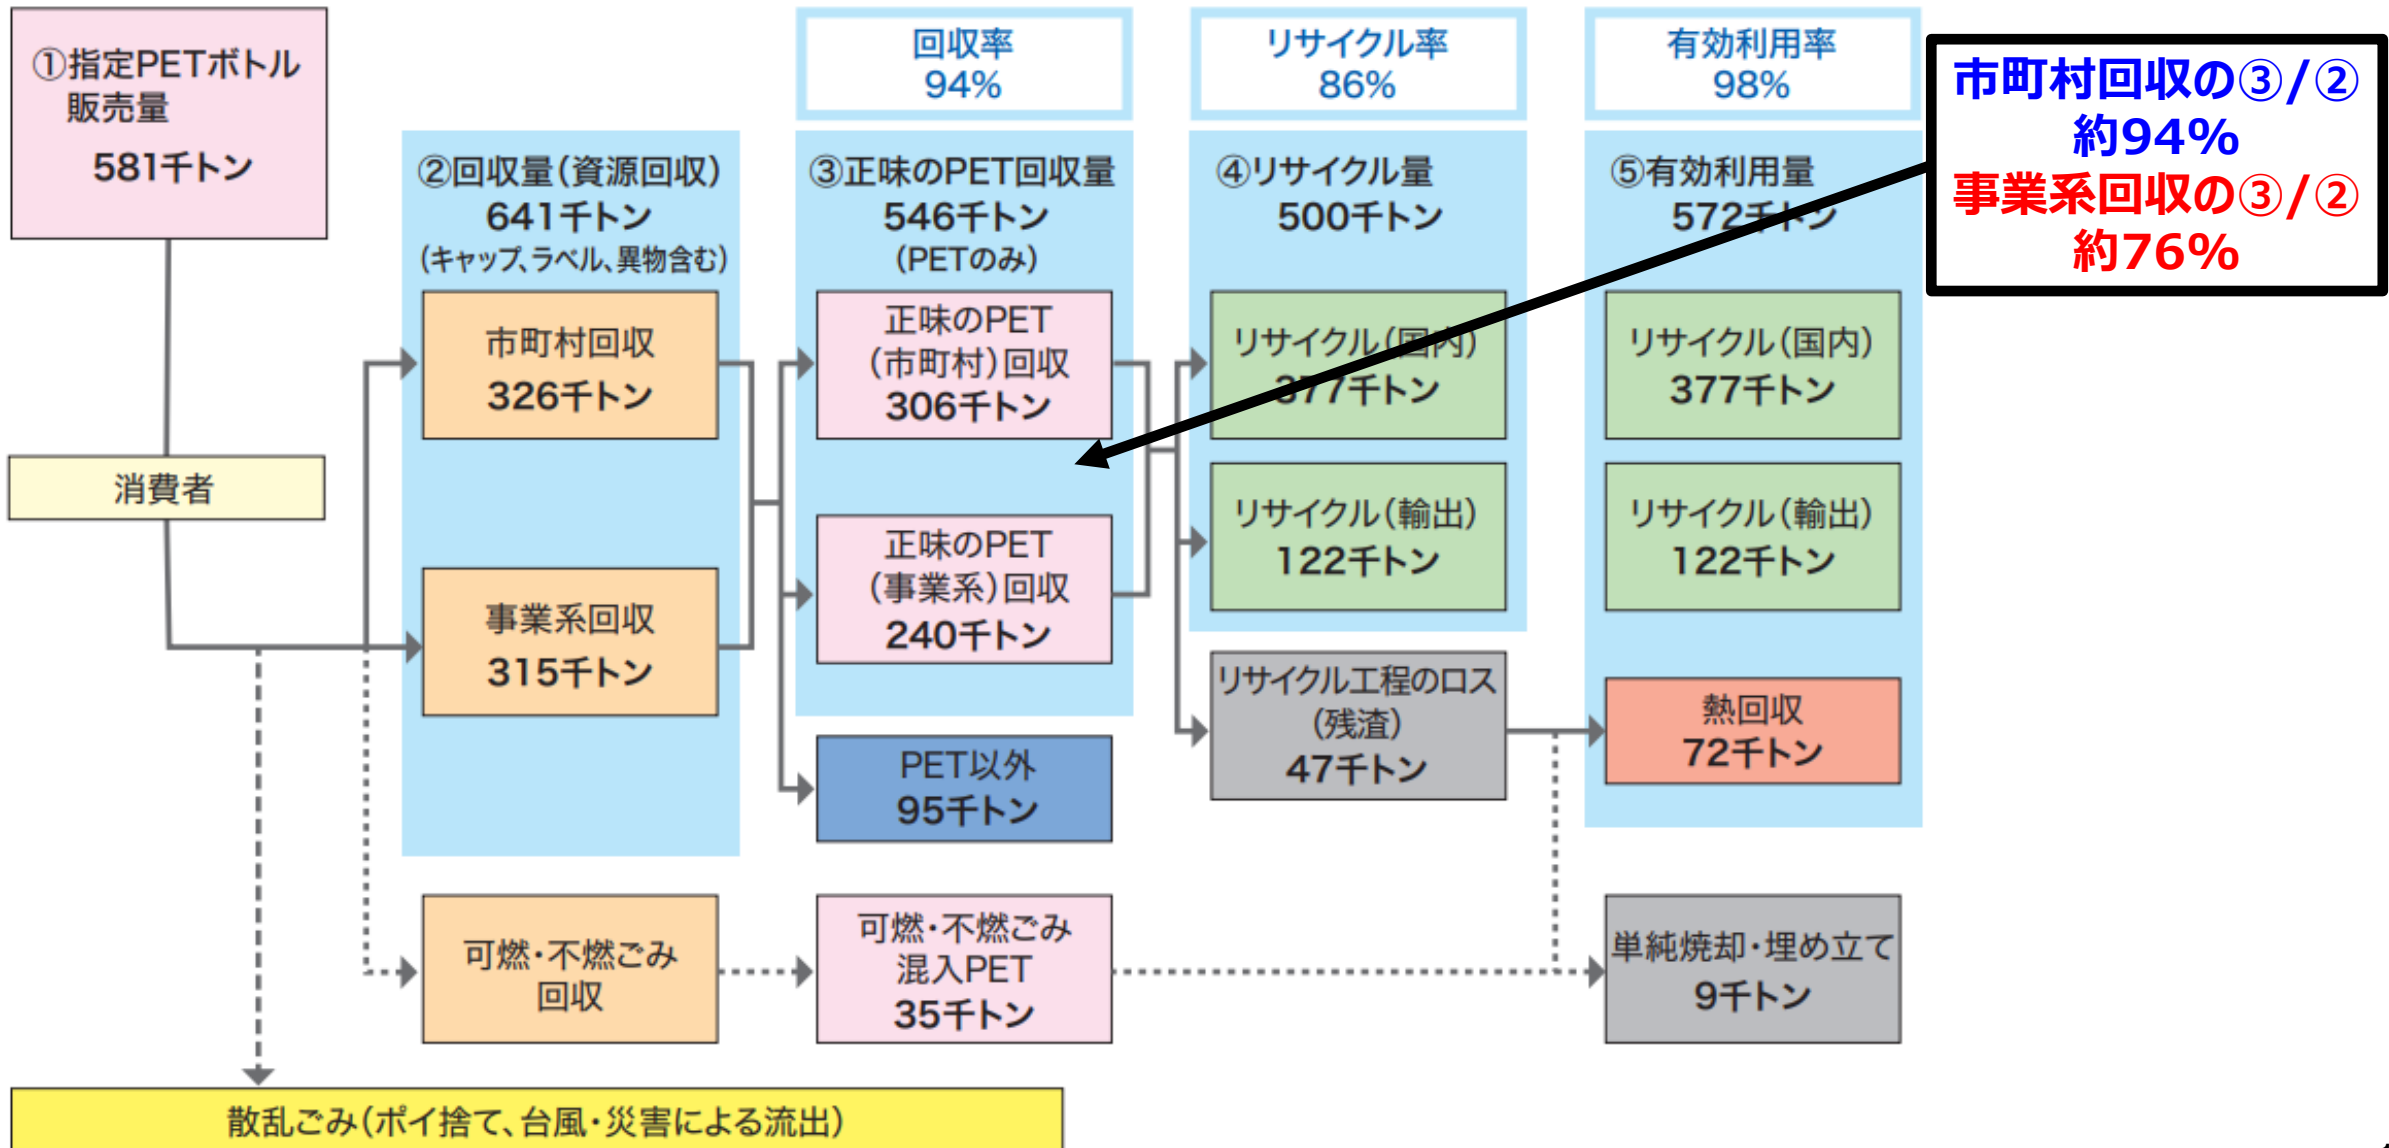 ①指定PETボトル
販売量
581千トン
消費者
②回収量(資源回収)
641千トン
(キャップ、ラベル、異物含む)
市町村回収
326千トン
事業系回収
315千トン
可燃・不燃ごみ
回収
回収率
94%
③正味のPET回収量
546千トン
(PETのみ)
正味のPET
(市町村)回収
306千トン
正味のPET
(事業系)回収
240千トン
PET以外
95千トン
可燃・不燃ごみ
混入PET
35千トン
リサイクル率
86%
④リサイクル量
500千トン
リサイクル(国内)
377千トン
リサイクル(輸出)
122千トン
リサイクル工程のロス
(残渣)
47千トン
有効利用率
98%
⑤有効利用量
572千トン
リサイクル(国内)
377千トン
リサイクル(輸出)
122千トン
熱回収
72千トン
単純焼却・埋め立て
9千トン
市町村回収の③/②
約94%
事業系回収の③/②
約76%
散乱ごみ(ポイ捨て、台風・災害による流出)